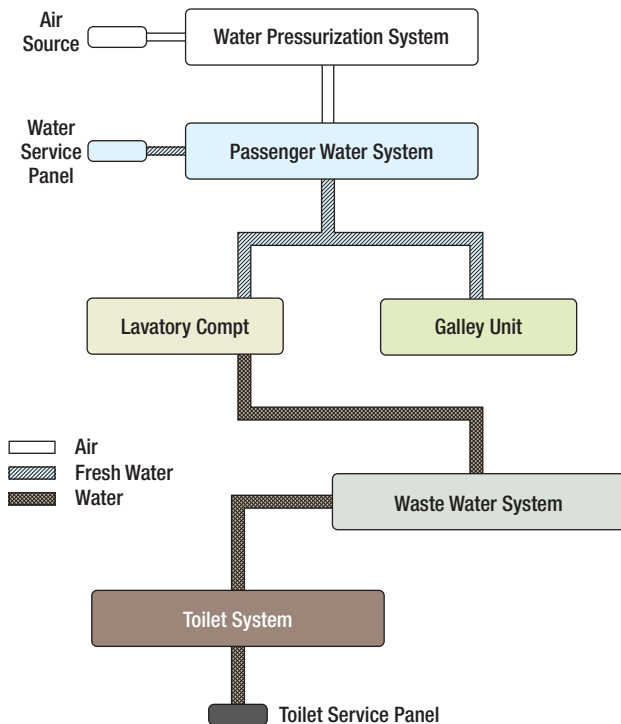 Air
Source
Water Pressurization System
Water
Service
Panel
Passenger Water System
Lavatory Compt
Galley Unit
Air
Fresh Water
Water
Waste Water System
Toilet System
Toilet Service Panel